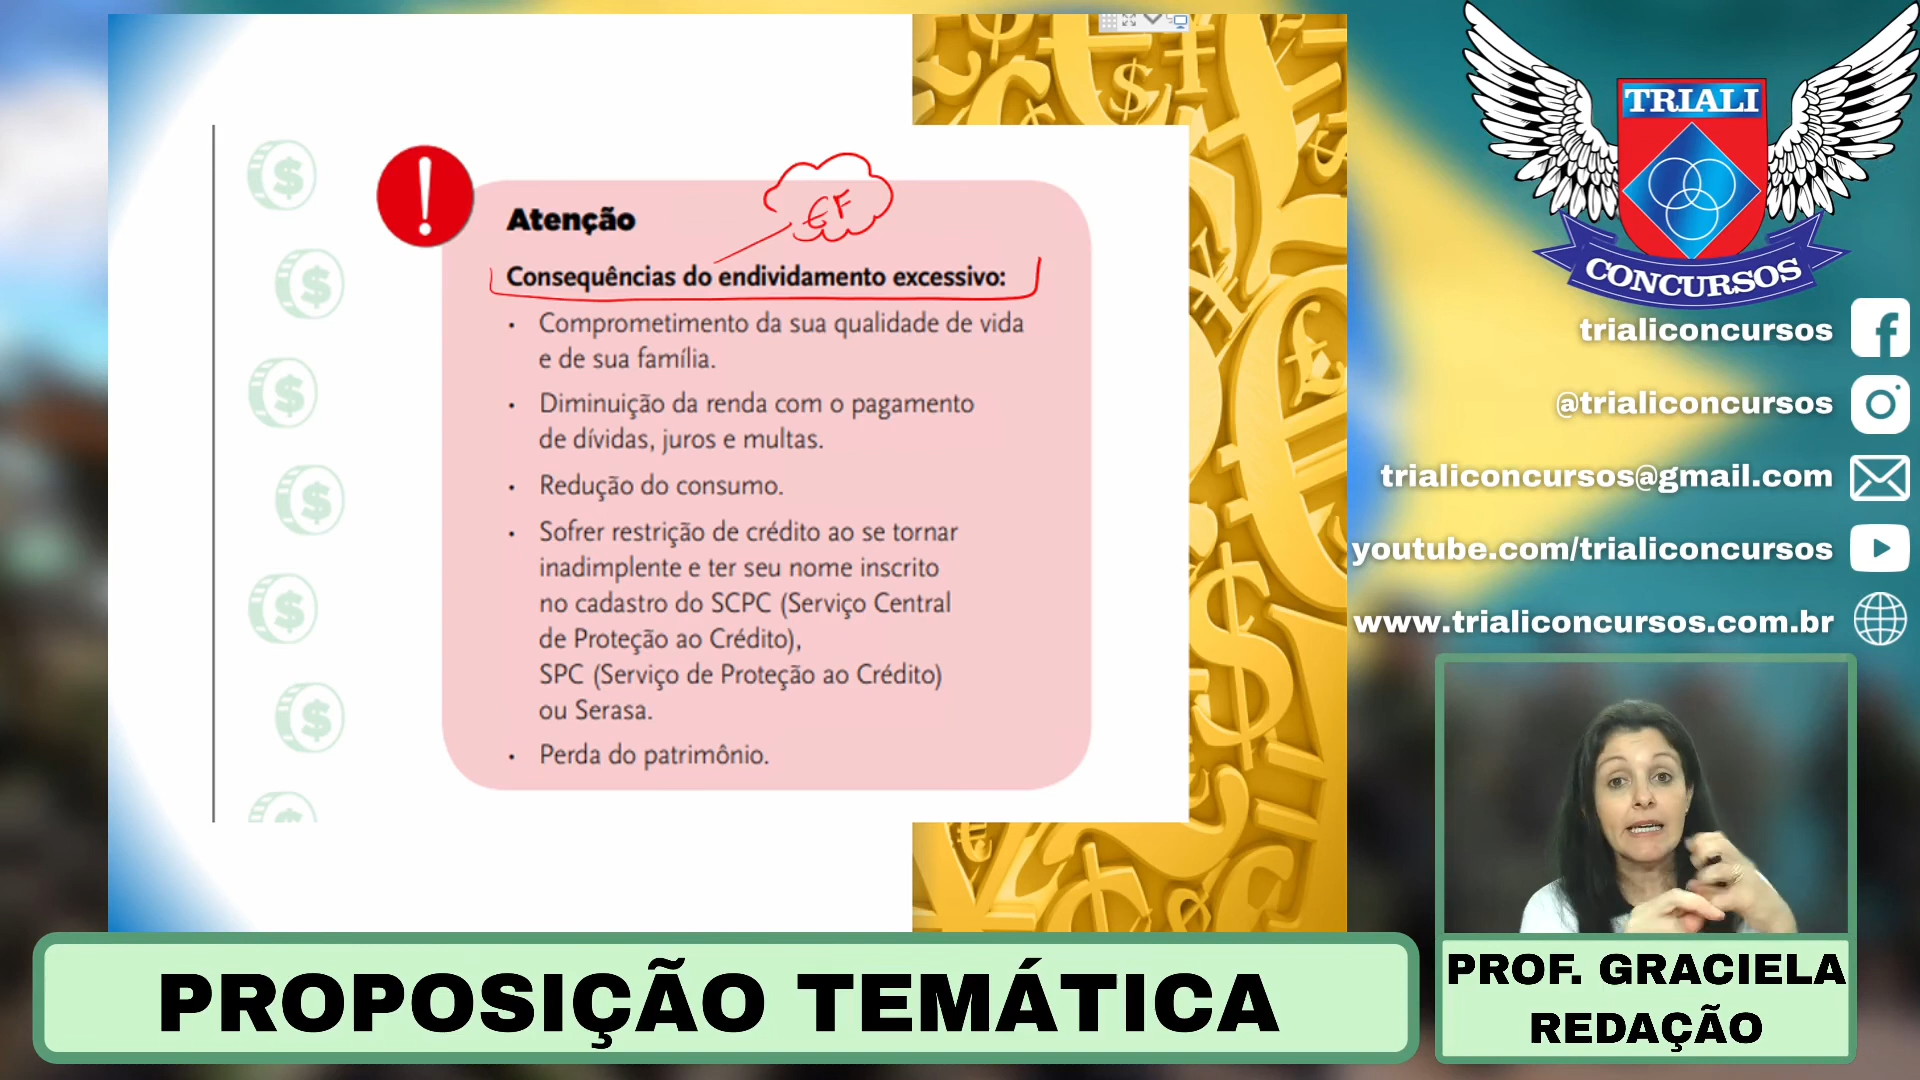 TRIALI
CONCURSOS
trialiconcursos
@trialiconcursos
trialiconcursos@gmail.com
youtube.com/trialiconcursos
www.trialiconcursos.com.br
€F
Atenção
Consequências do endividamento excessivo:
• Comprometimento da sua qualidade de vida
e de sua família.
• Diminuição da renda com o pagamento
de dívidas, juros e multas.
• Redução do consumo.
• Sofrer restrição de crédito ao se tornar
inadimplente e ter seu nome inscrito
no cadastro do SCPC (Serviço Central
de Proteção ao Crédito),
SPC (Serviço de Proteção ao Crédito)
ou Serasa.
• Perda do patrimônio.
PROPOSIÇÃO TEMÁTICA
PROF. GRACIELA
REDAÇÃO